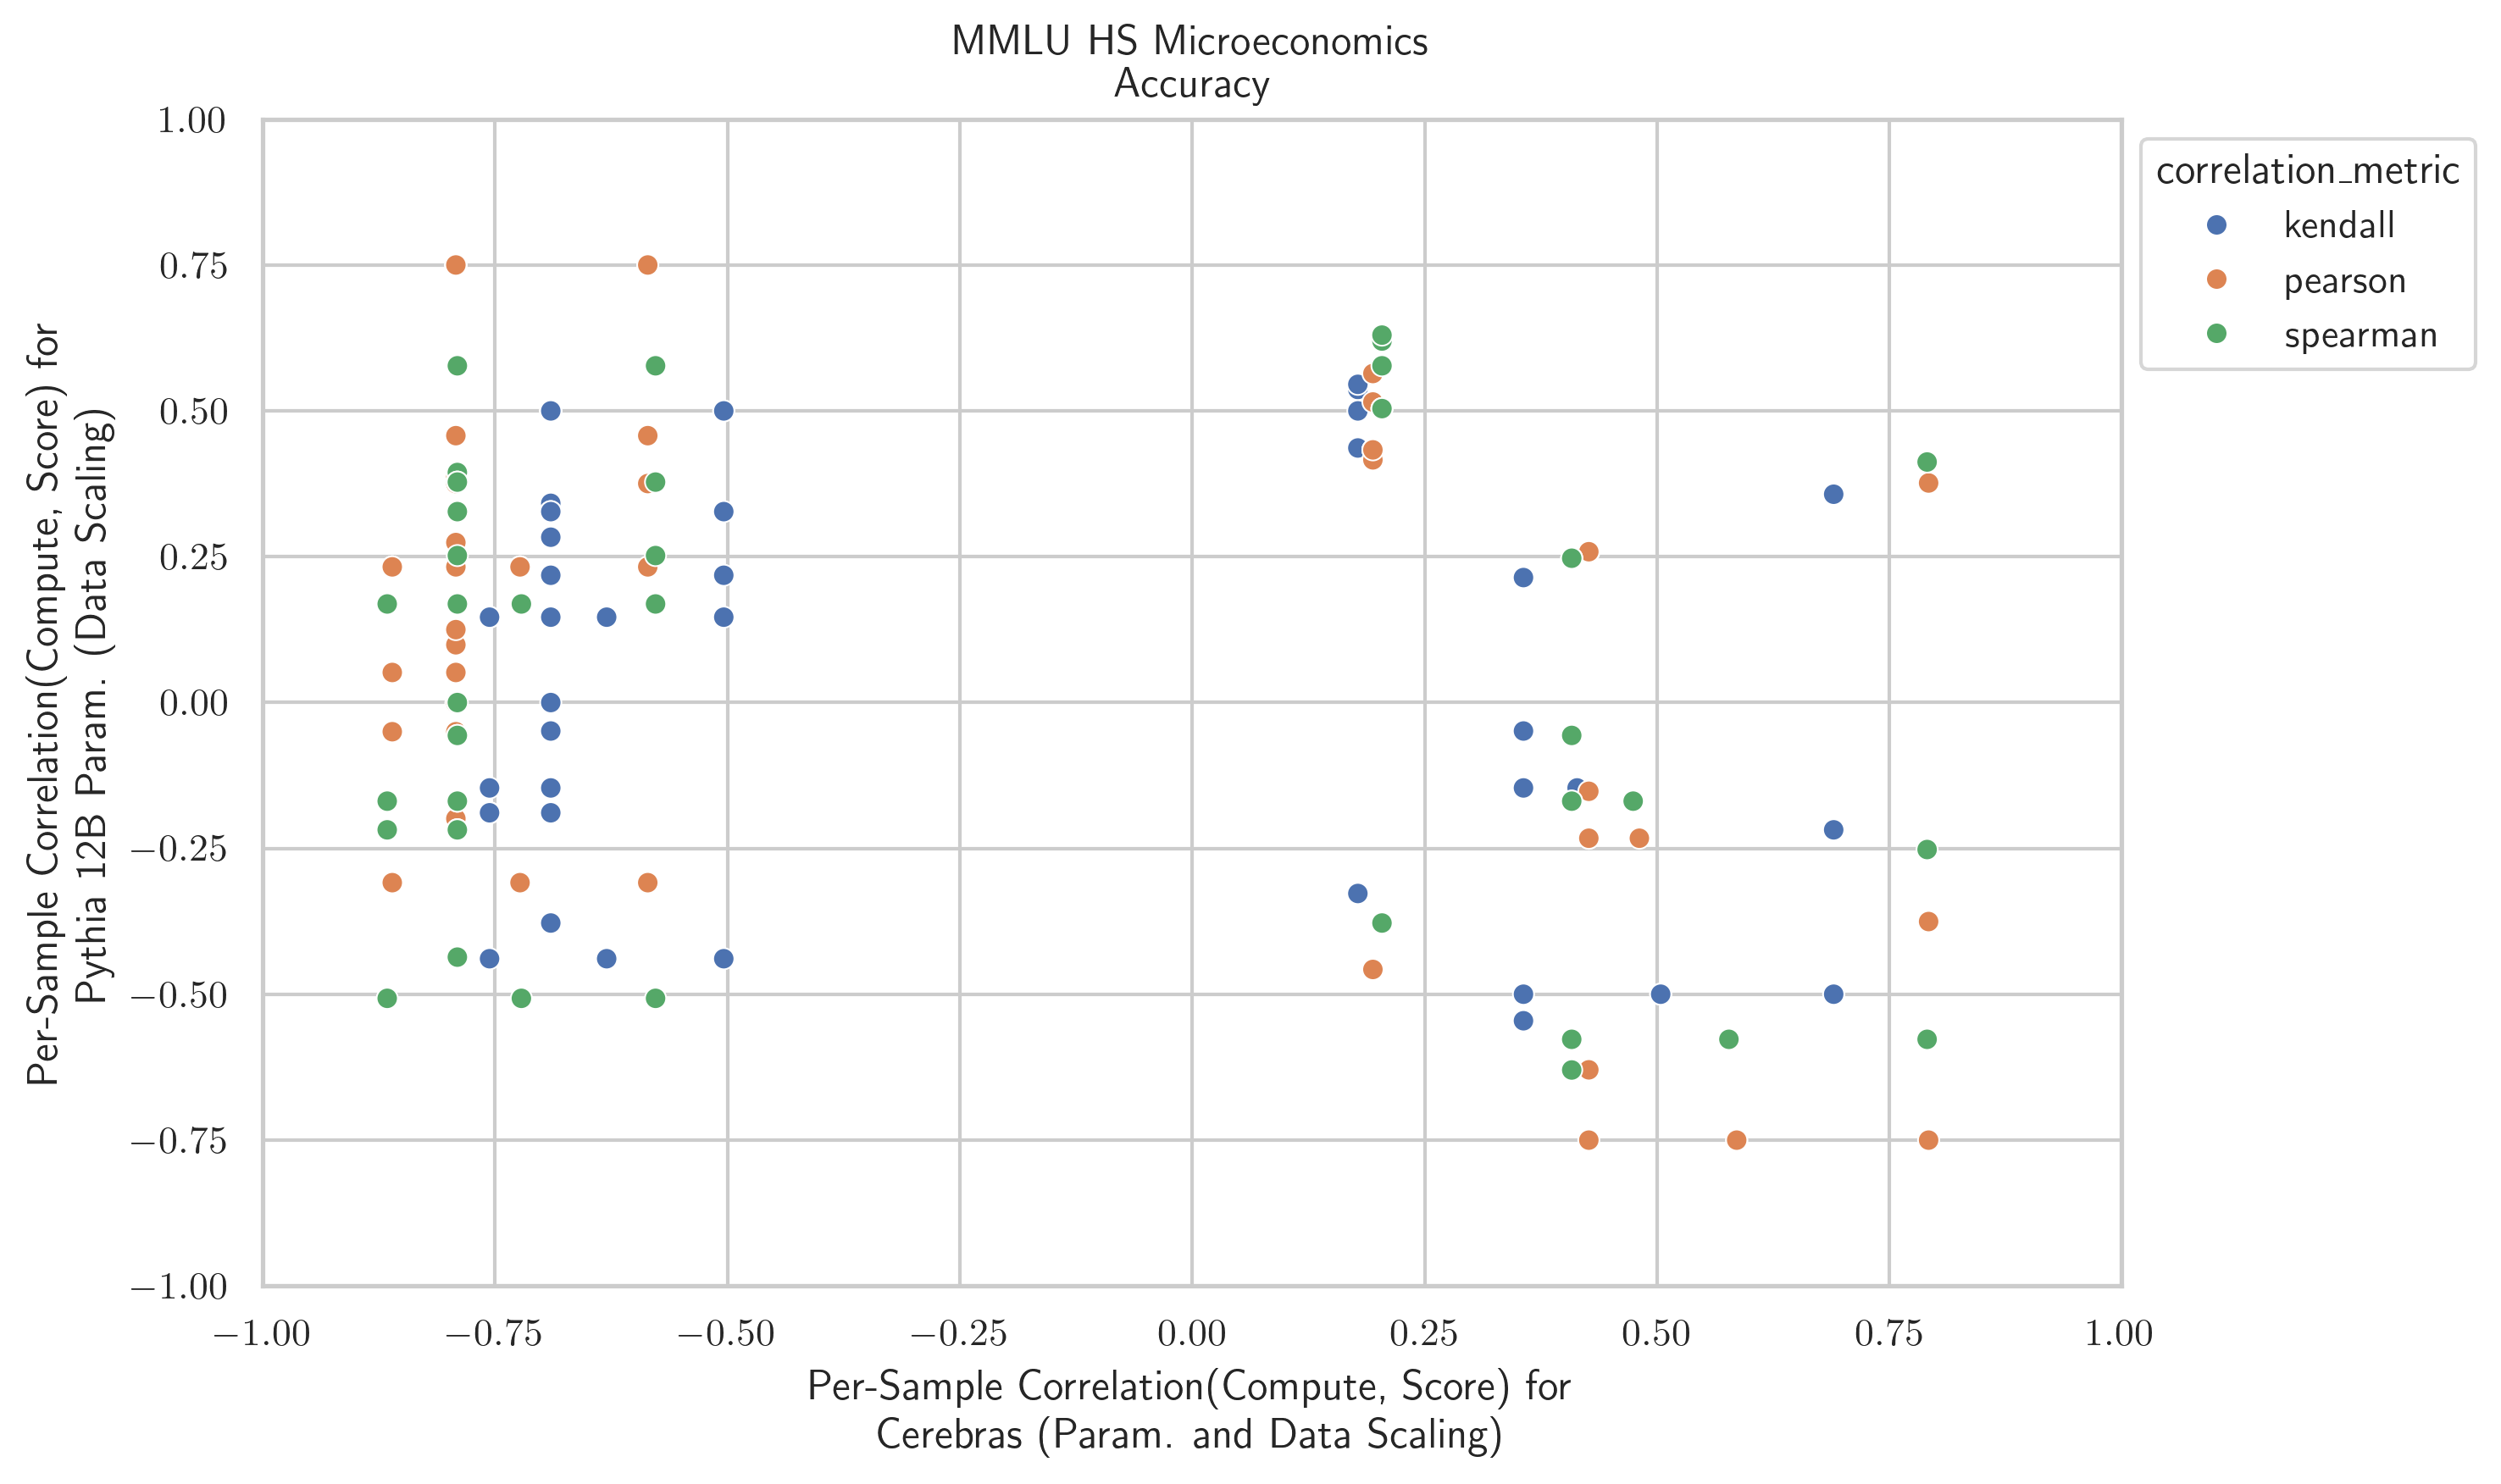 MMLU HS Microeconomics
Accuracy
1.00
0.75
0.50
0.25
0.00
−0.25
−0.50
−0.75
−1.00
Per-Sample Correlation(Compute, Score) for
Pythia 12B Param. (Data Scaling)
−1.00 −0.75 −0.50 −0.25 0.00 0.25 0.50 0.75 1.00
Per-Sample Correlation(Compute, Score) for
Cerebras (Param. and Data Scaling)
correlation_metric
kendall
pearson
spearman